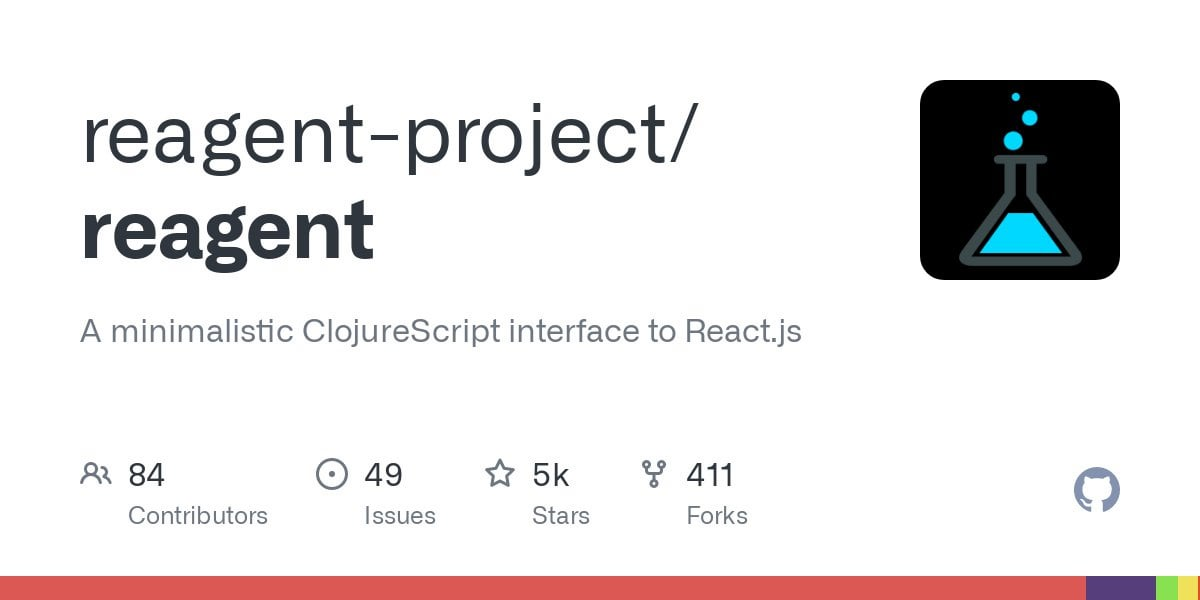 reagent-project/
reagent
A minimalistic ClojureScript interface to React.js
84 49 5k 411
Contributors Issues Stars Forks